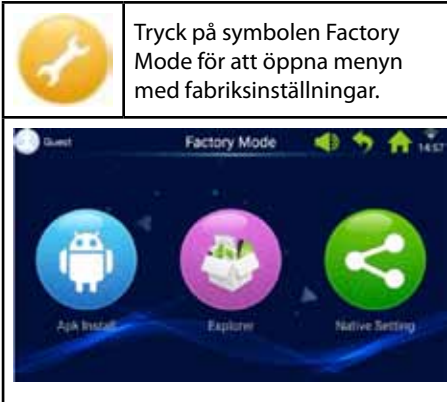 Tryck på symbolen Factory
Mode för att öppna menyn
med fabriksinställningar.
Guest
Factory Mode
14:57
Apk Install
Explorer
Native Setting